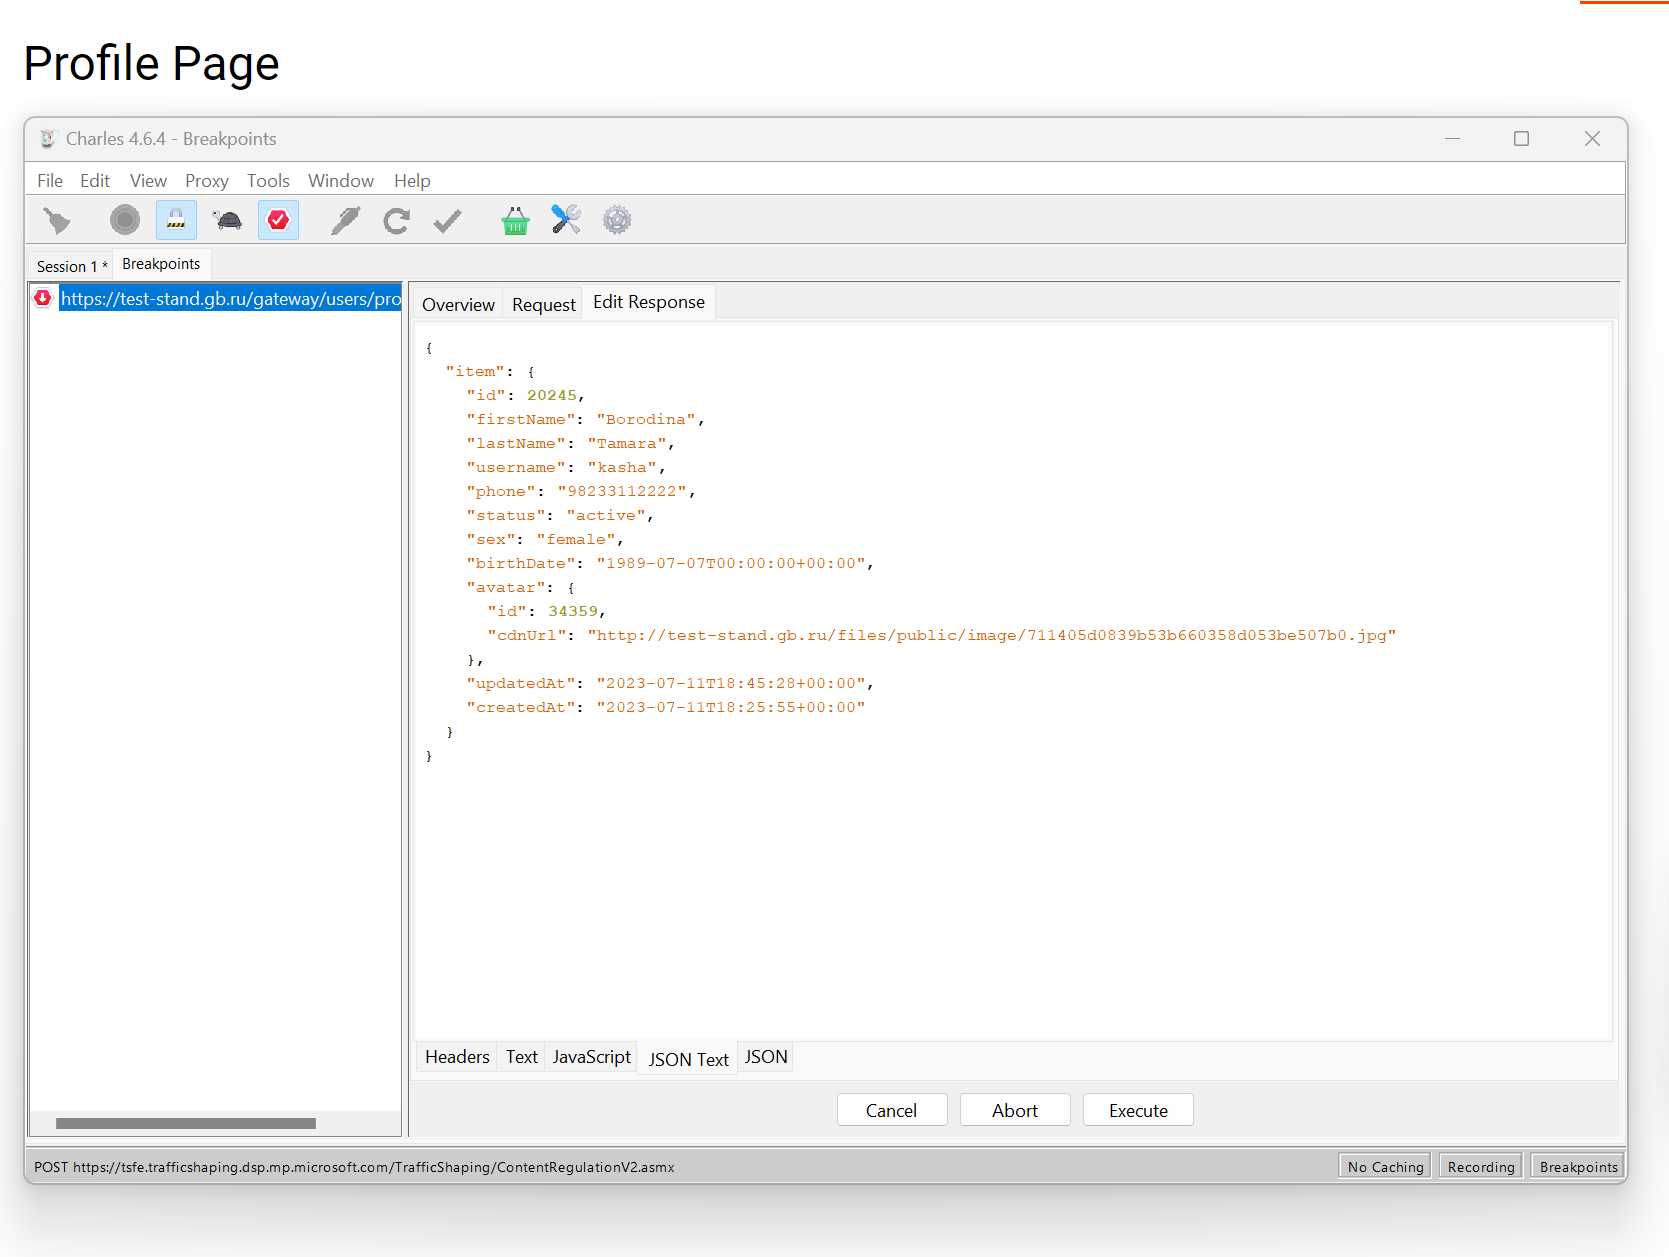 Profile Page
Charles 4.6.4 - Breakpoints
File Edit View Proxy Tools Window Help
Session 1 * Breakpoints
https://test-stand.gb.ru/gateway/users/pro
Overview Request Edit Response
{
"item": {
"id": 20245,
"firstName": "Borodina",
"lastName": "Tamara",
"username": "kasha",
"phone": "98233112222",
"status": "active",
"sex": "female",
"birthDate": "1989-07-07T00:00:00+00:00",
"avatar": {
"id": 34359,
"cdnUrl": "http://test-stand.gb.ru/files/public/image/711405d0839b53b660358d053be507b0.jpg"
},
"updatedAt": "2023-07-11T18:45:28+00:00",
"createdAt": "2023-07-11T18:25:55+00:00"
}
}
Headers Text JavaScript JSON Text JSON
Cancel Abort Execute
POST https://tsfe.trafficshaping.dsp.mp.microsoft.com/TrafficShaping/ContentRegulationV2.asmx No Caching Recording Breakpoints